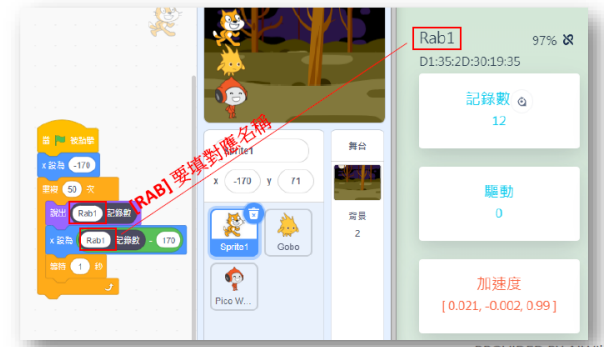 當 被點擊
x 設為 -170
重複 50 次
說出 Rab1 記錄數
x 設為 Rab1 記錄數 - 170
等待 1 秒
[RAB] 要填對應名稱
Sprite1
x -170 y 71
Sprite1
Gobo
Pico W...
舞台
背景
2
Rab1
97%
D1:35:2D:30:19:35
記錄數
12
驅動
0
加速度
[ 0.021, -0.002, 0.99 ]